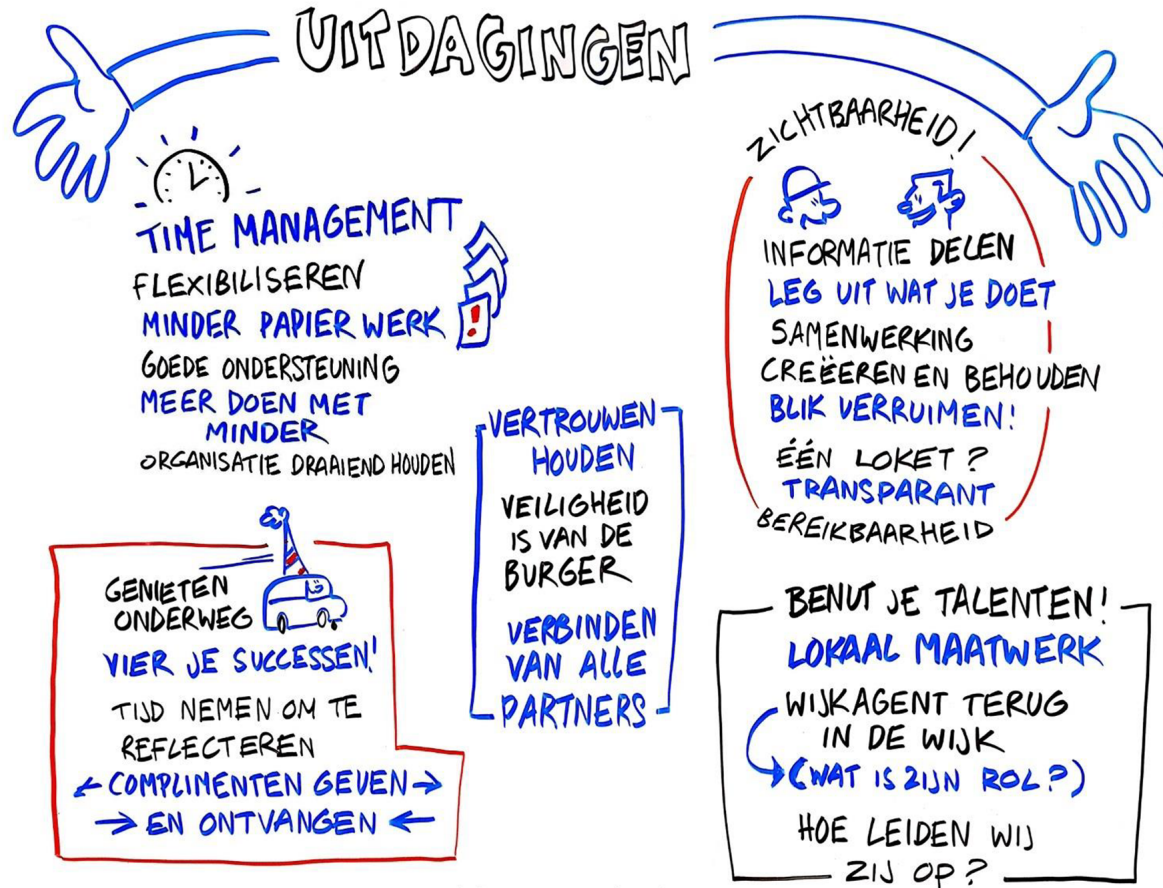 UITDAGINGEN
TIME MANAGEMENT
FLEXIBILISEREN
MINDER PAPIER WERK
!
GOEDE ONDERSTEUNING
MEER DOEN MET
MINDER
ORGANISATIE DRAAIEND HOUDEN
GENIETEN
ONDERWEG
VIER JE SUCCESSEN!
TIJD NEMEN OM TE
REFLECTEREN
COMPLIMENTEN GEVEN
EN ONTVANGEN
VERTROUWEN
HOUDEN
VEILIGHEID
IS VAN DE
BURGER
VERBINDEN
VAN ALLE
PARTNERS
ZICHTBAARHEID!
INFORMATIE DELEN
LEG UIT WAT JE DOET
SAMENWERKING
CREËEREN EN BEHOUDEN
BLIK VERRUIMEN!
ÉÉN LOKET?
TRANSPARANT
BEREIKBAARHEID
BENUT JE TALENTEN!
LOKAAL MAATWERK
WIJKAGENT TERUG
IN DE WIJK
(WAT IS ZIJN ROL?)
HOE LEIDEN WIJ
ZIJ OP?